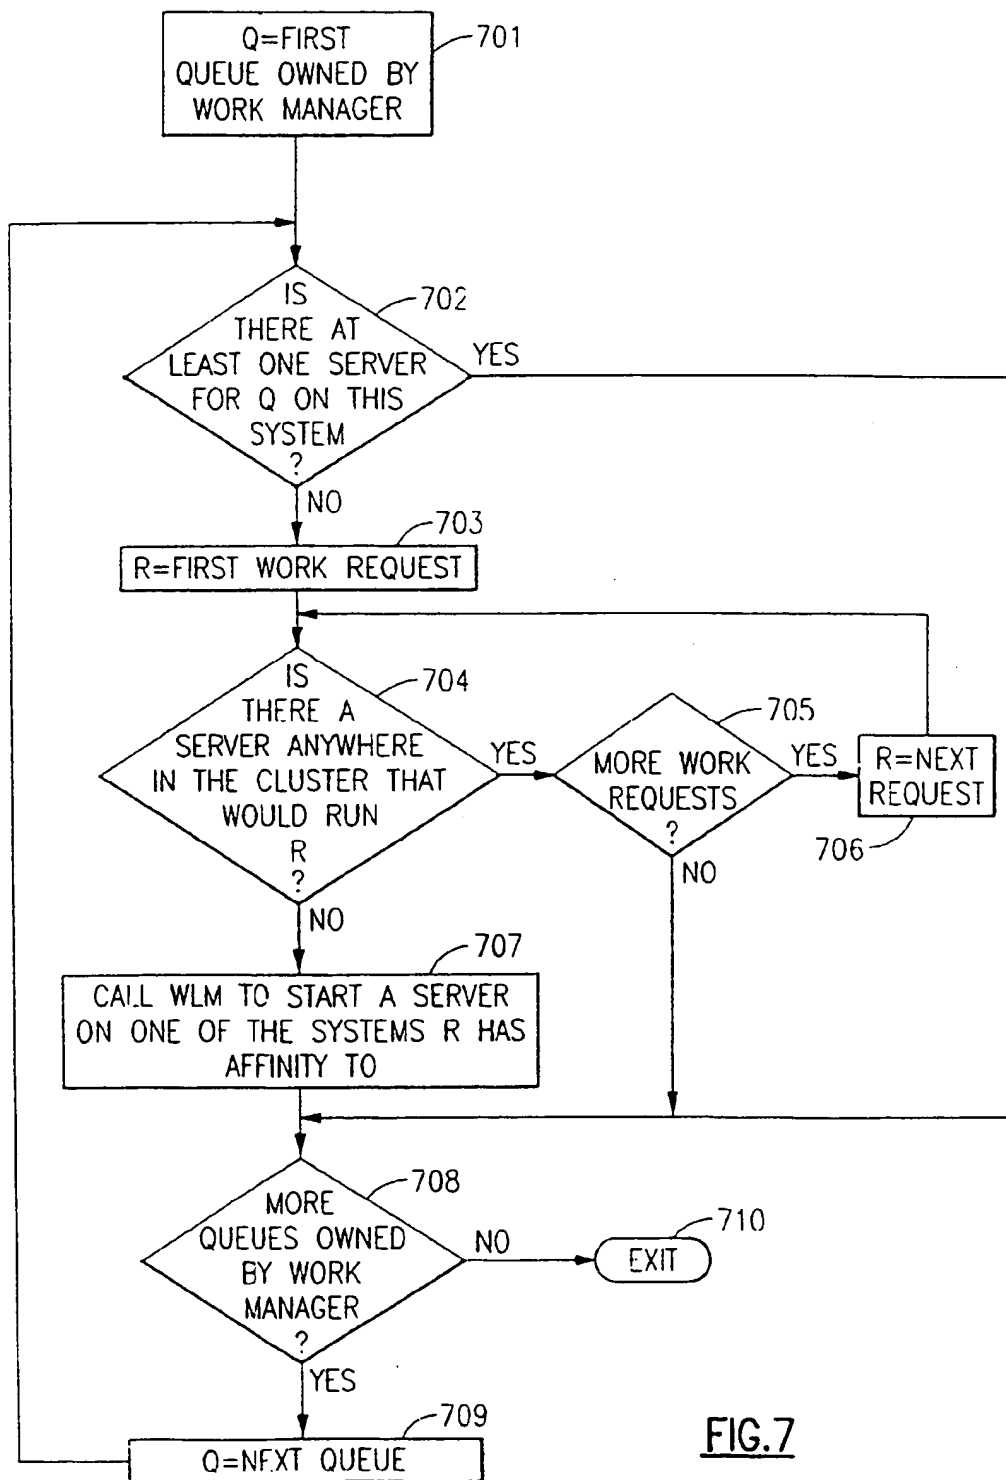 Q=FIRST
QUEUE OWNED BY
WORK MANAGER
701
IS
THERE AT
LEAST ONE SERVER
FOR Q ON THIS
SYSTEM
?
702
YES
NO
703
R=FIRST WORK REQUEST
IS
THERE A
SERVER ANYWHERE
IN THE CLUSTER THAT
WOULD RUN
R
?
704
YES
NO
MORE WORK
REQUESTS
?
705
YES
NO
R=NEXT
REQUEST
706
707
CALL WLM TO START A SERVER
ON ONE OF THE SYSTEMS R HAS
AFFINITY TO
MORE
QUEUES OWNED
BY WORK
MANAGER
?
708
NO
710
EXIT
YES
709
Q=NEXT QUEUE
FIG.7